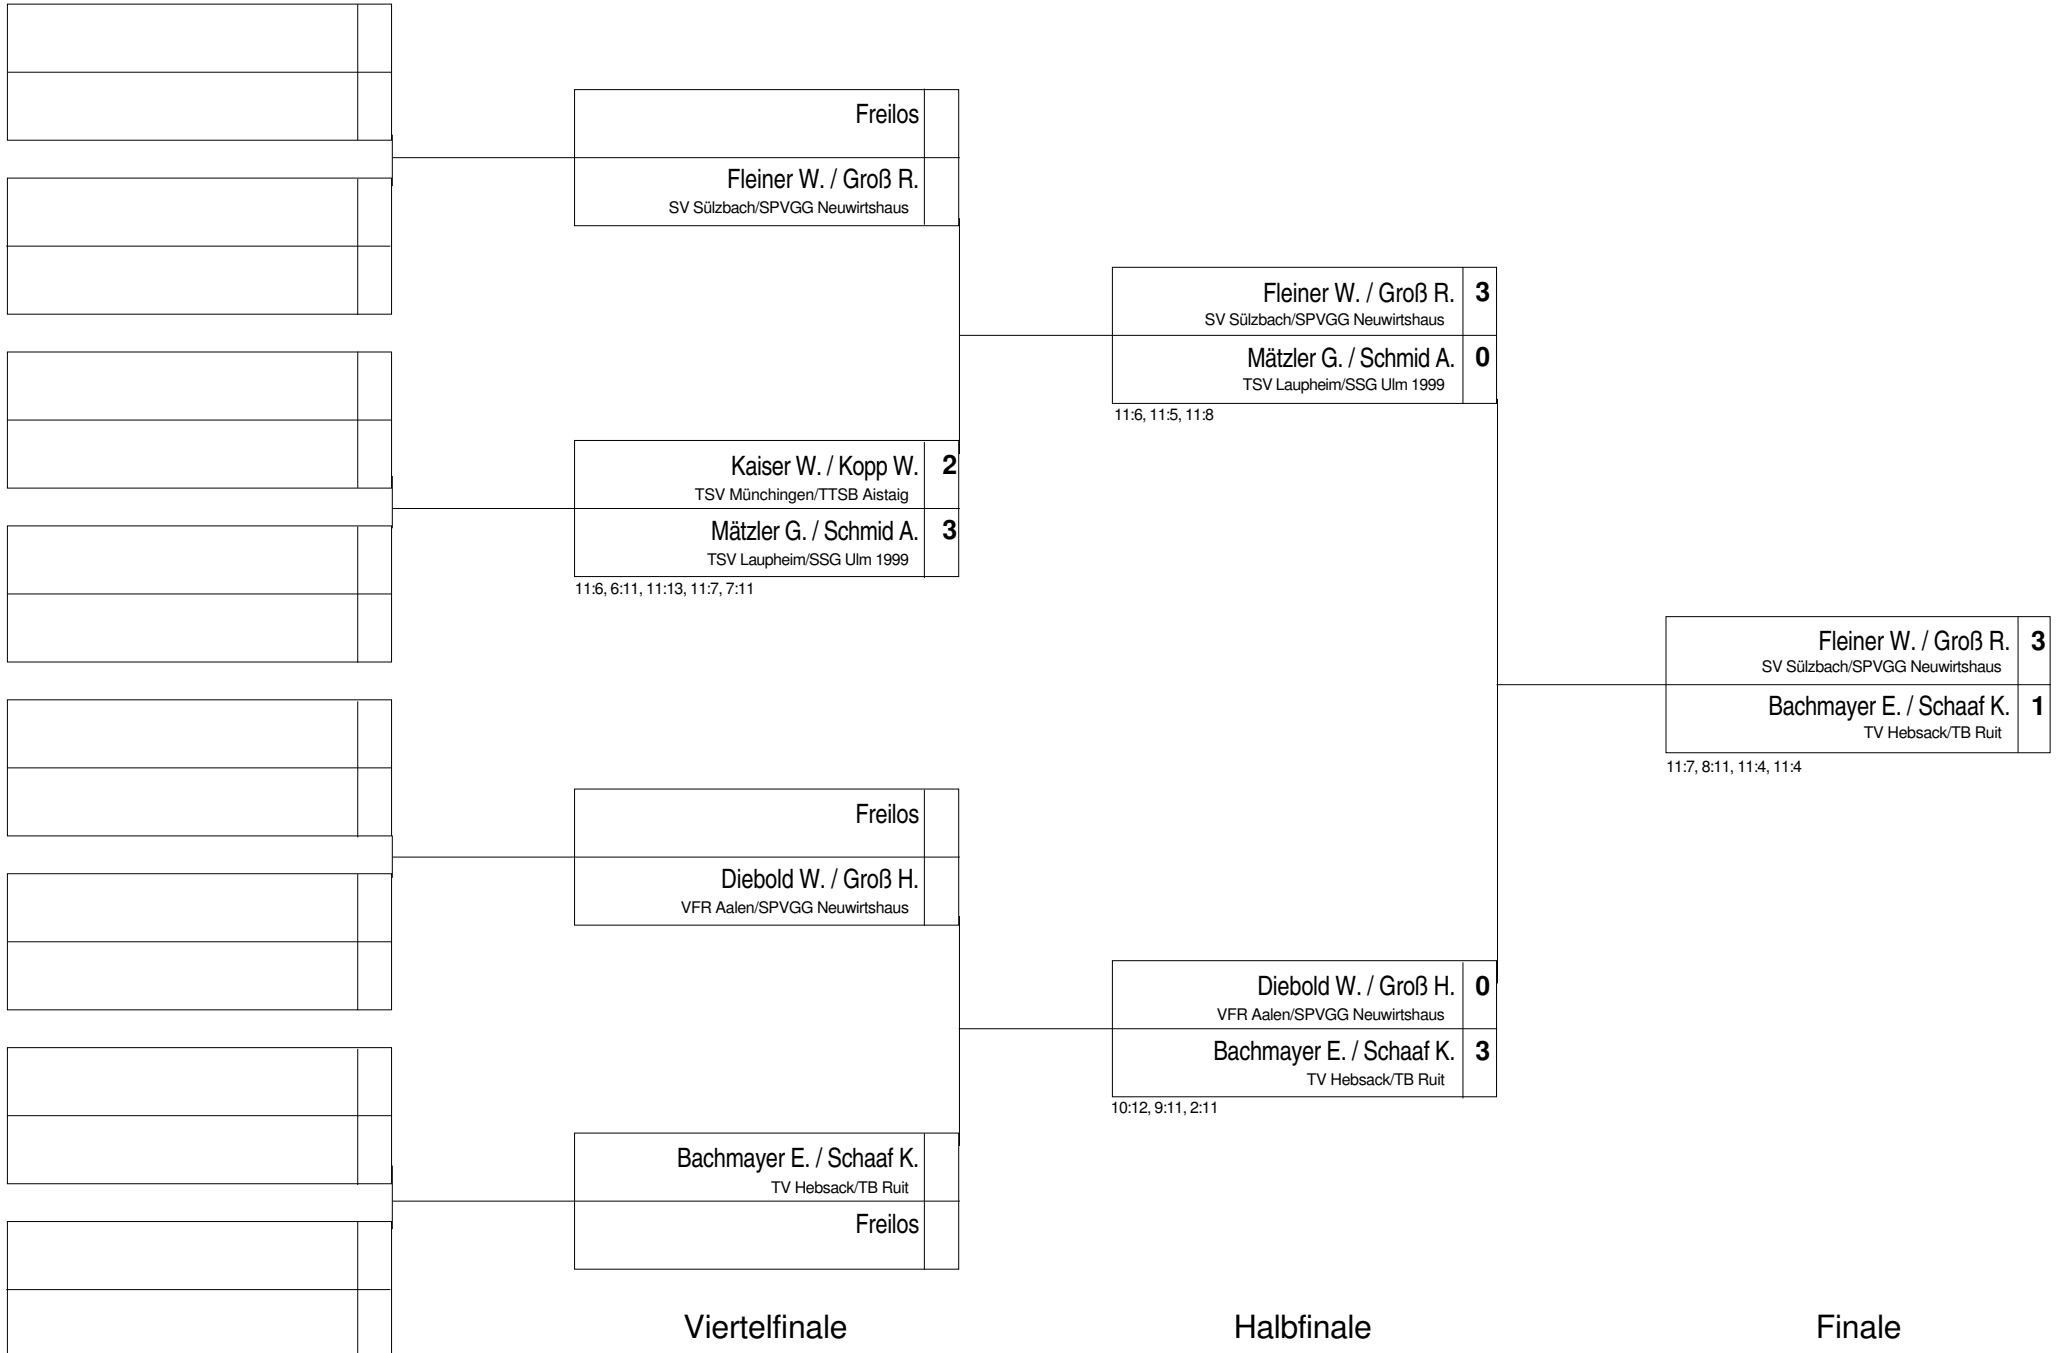 Freilos
Fleiner W. / Groß R.
SV Sülzbach/SPVGG Neuwirtshaus
Kaiser W. / Kopp W. 2
TSV Münchingen/TTSB Aistaig
Mätzler G. / Schmid A. 3
TSV Laupheim/SSG Ulm 1999
11:6, 6:11, 11:13, 11:7, 7:11
Freilos
Diebold W. / Groß H.
VFR Aalen/SPVGG Neuwirtshaus
Bachmayer E. / Schaaf K.
TV Hebsack/TB Ruit
Freilos
Viertelfinale
Fleiner W. / Groß R. 3
SV Sülzbach/SPVGG Neuwirtshaus
Mätzler G. / Schmid A. 0
TSV Laupheim/SSG Ulm 1999
11:6, 11:5, 11:8
Diebold W. / Groß H. 0
VFR Aalen/SPVGG Neuwirtshaus
Bachmayer E. / Schaaf K. 3
TV Hebsack/TB Ruit
10:12, 9:11, 2:11
Halbfinale
Fleiner W. / Groß R. 3
SV Sülzbach/SPVGG Neuwirtshaus
Bachmayer E. / Schaaf K. 1
TV Hebsack/TB Ruit
11:7, 8:11, 11:4, 11:4
Finale